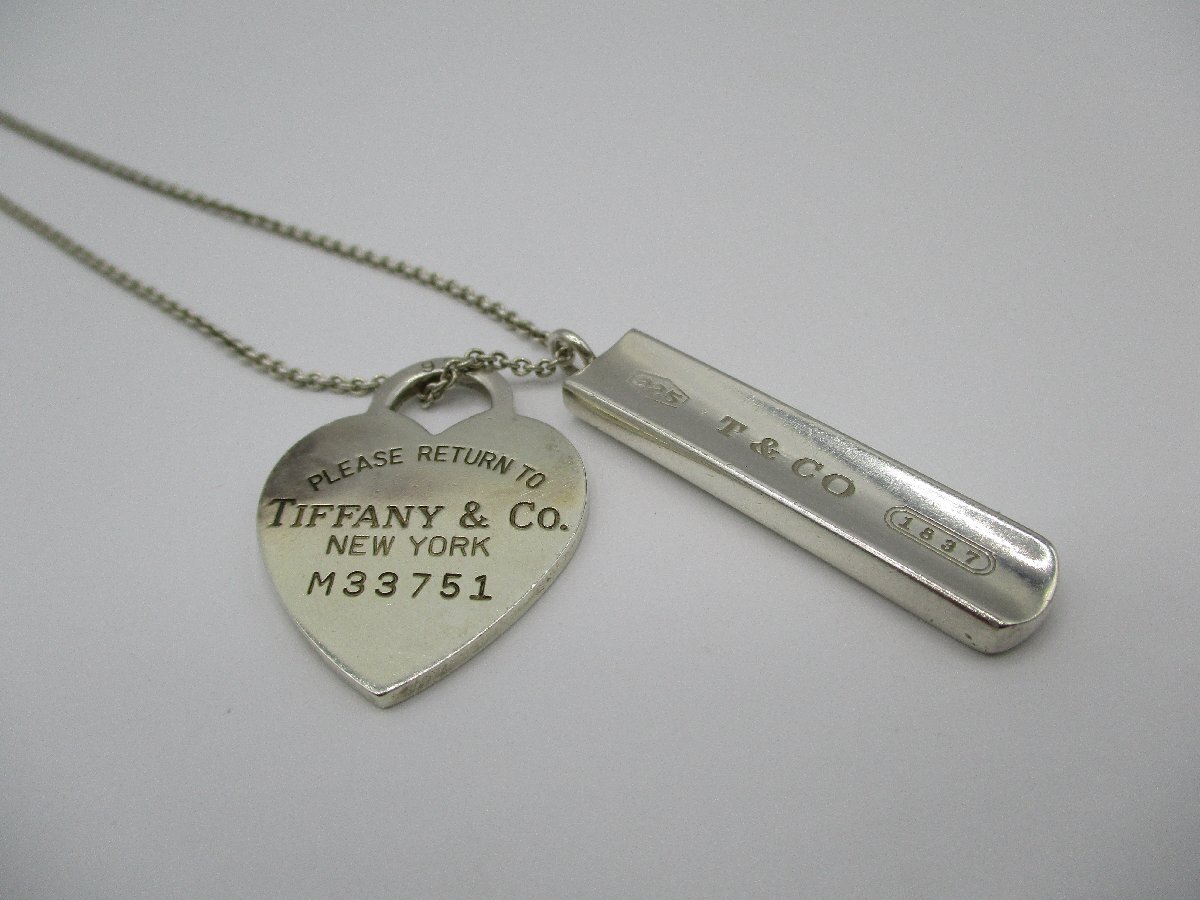 PLEASE RETURN TO
TIFFANY & CO.
NEW YORK
M33751
925
T & CO
1837